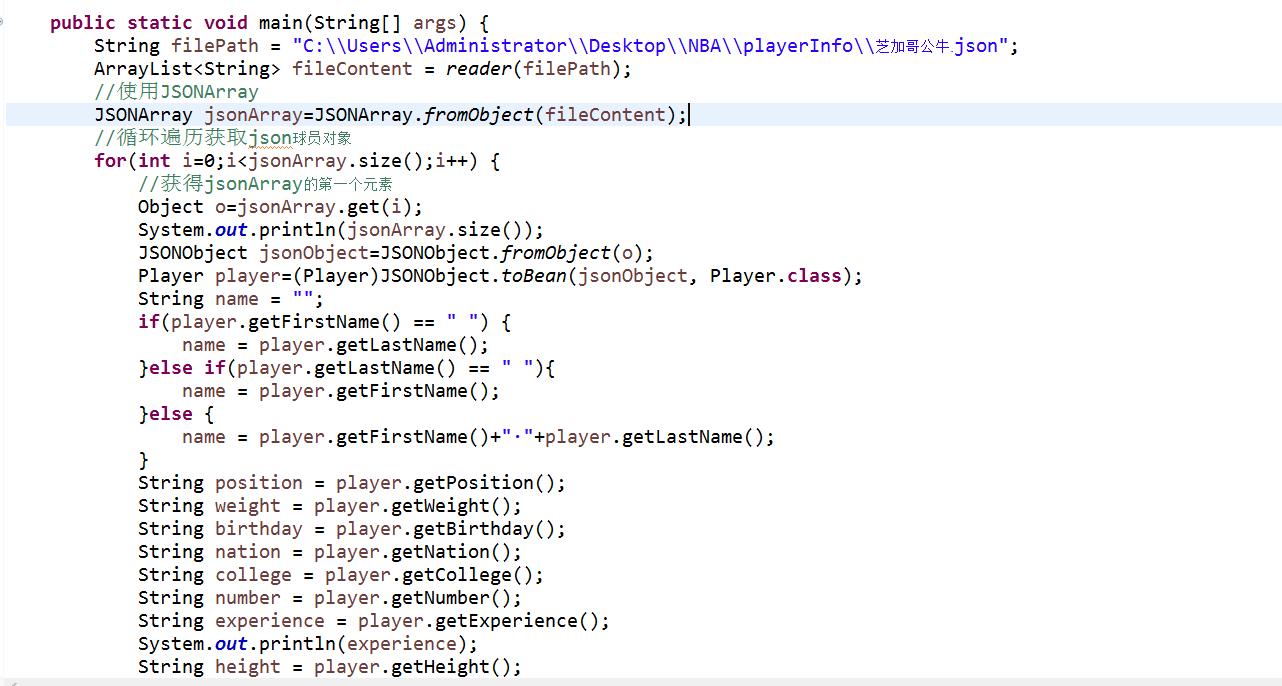 public static void main(String[] args) {
String filePath = "C:\\Users\\Administrator\\Desktop\\NBA\\playerInfo\\芝加哥公牛.json";
ArrayList<String> fileContent = reader(filePath);
//使用JSONArray
JSONArray jsonArray=JSONArray.fromObject(fileContent);
//循环遍历获取json球员对象
for(int i=0;i<jsonArray.size();i++) {
//获得jsonArray的第一个元素
Object o=jsonArray.get(i);
System.out.println(jsonArray.size());
JSONObject jsonObject=JSONObject.fromObject(o);
Player player=(Player)JSONObject.toBean(jsonObject, Player.class);
String name = "";
if(player.getFirstName() == " ") {
name = player.getLastName();
}else if(player.getLastName() == " "){
name = player.getFirstName();
}else {
name = player.getFirstName()+"·"+player.getLastName();
}
String position = player.getPosition();
String weight = player.getWeight();
String birthday = player.getBirthday();
String nation = player.getNation();
String college = player.getCollege();
String number = player.getNumber();
String experience = player.getExperience();
System.out.println(experience);
String height = player.getHeight();